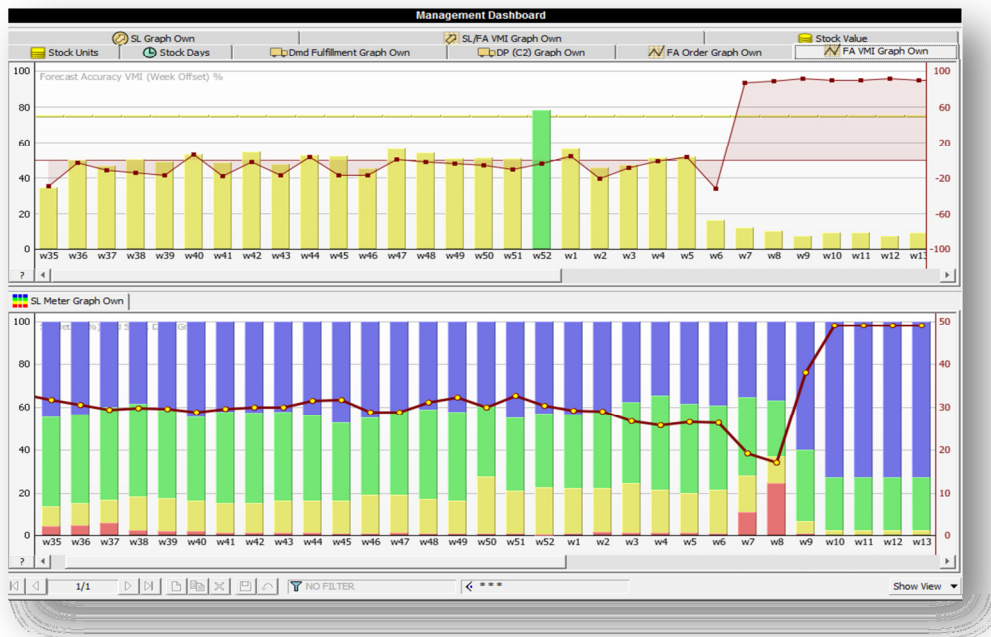 Management Dashboard
SL Graph Own
SL/FA VMI Graph Own
Stock Value
Stock Units
Stock Days
Dmd Fulfillment Graph Own
DP (C2) Graph Own
FA Order Graph Own
FA VMI Graph Own
Forecast Accuracy VMI (Week Offset) %
100 100
80 60
60 20
40 -20
20 -60
0 -100
w35 w36 w37 w38 w39 w40 w41 w42 w43 w44 w45 w46 w47 w48 w49 w50 w51 w52 w1 w2 w3 w4 w5 w6 w7 w8 w9 w10 w11 w12 w13
?
SL Meter Graph Own
100 50
80 40
60 30
40 20
20 10
0 0
w35 w36 w37 w38 w39 w40 w41 w42 w43 w44 w45 w46 w47 w48 w49 w50 w51 w52 w1 w2 w3 w4 w5 w6 w7 w8 w9 w10 w11 w12 w13
?
1/1 NO FILTER * * * Show View